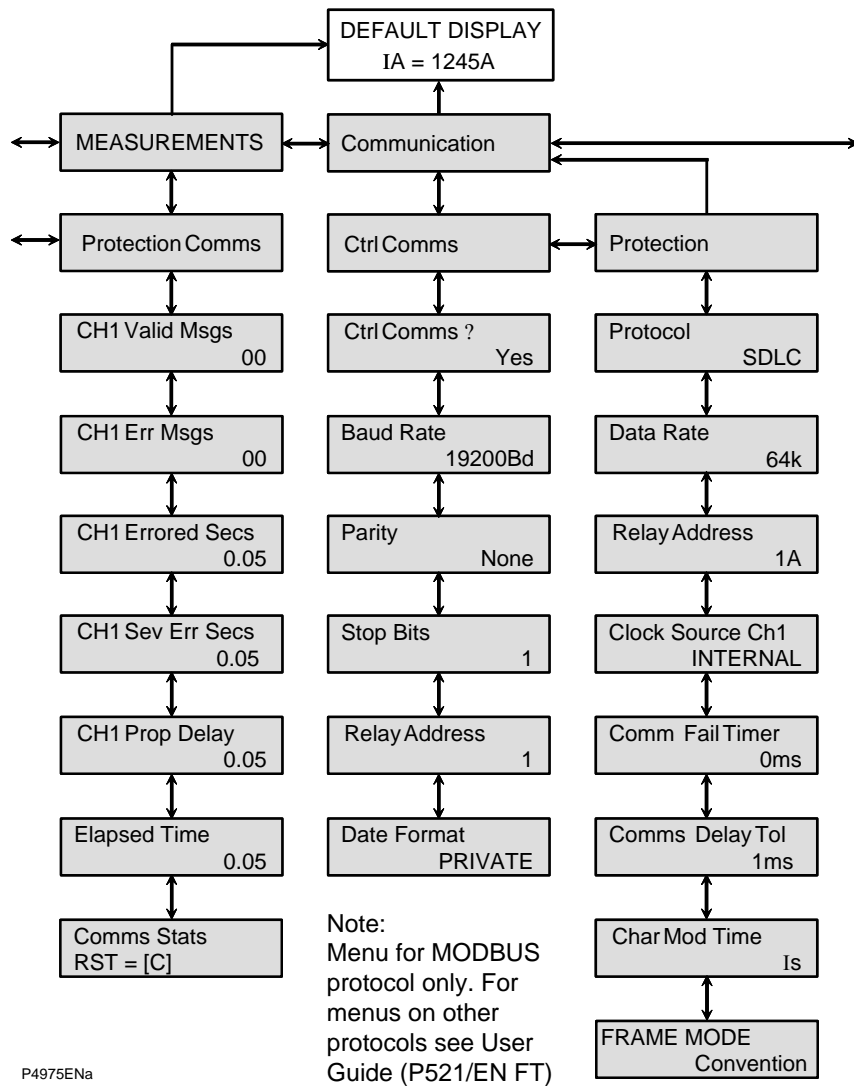 DEFAULT DISPLAY
IA = 1245A
MEASUREMENTS
Communication
Protection Comms
Ctrl Comms
Protection
CH1 Valid Msgs
00
Ctrl Comms ?
Yes
Protocol
SDLC
CH1 Err Msgs
00
Baud Rate
19200Bd
Data Rate
64k
CH1 Errored Secs
0.05
Parity
None
Relay Address
1A
CH1 Sev Err Secs
0.05
Stop Bits
1
Clock Source Ch1
INTERNAL
CH1 Prop Delay
0.05
Relay Address
1
Comm Fail Timer
0ms
Elapsed Time
0.05
Date Format
PRIVATE
Comms Delay Tol
1ms
Comms Stats
RST = [C]
Char Mod Time
Is
FRAME MODE
Convention
Note:
Menu for MODBUS
protocol only. For
menus on other
protocols see User
Guide (P521/EN FT)
P4975ENa